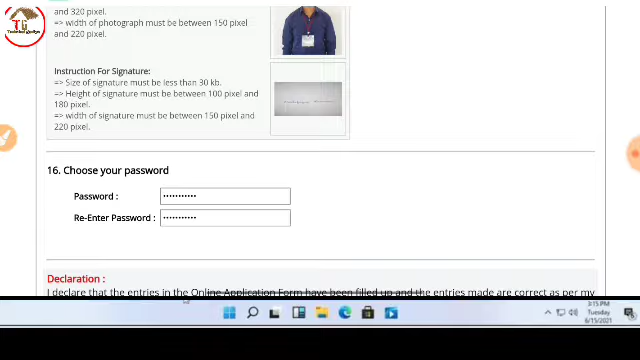 and 320 pixel.
=> width of photograph must be between 150 pixel
and 220 pixel.
Instruction For Signature:
=> Size of signature must be less than 30 kb.
=> Height of signature must be between 100 pixel and
180 pixel.
=> width of signature must be between 150 pixel and
220 pixel.
16. Choose your password
Password : •••••••••••
Re-Enter Password : •••••••••••
Declaration :
I declare that the entries in the Online Application Form have been filled up and the entries made are correct as per my
3:15 PM
Tuesday
6/15/2021